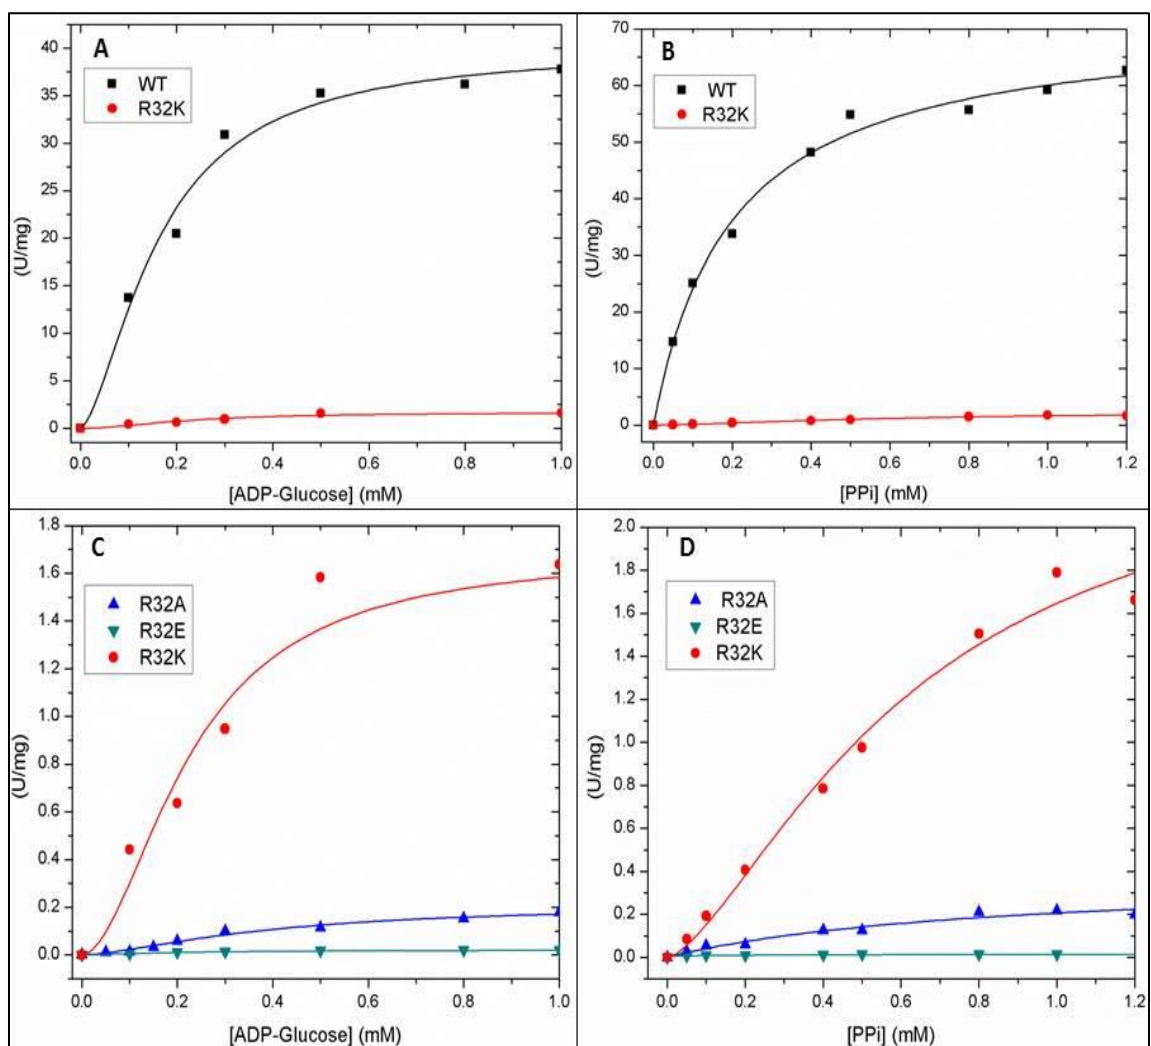 A
WT
R32K
(U/mg)
40
35
30
25
20
15
10
5
0
0.0 0.2 0.4 0.6 0.8 1.0
[ADP-Glucose] (mM)
B
WT
R32K
(U/mg)
70
60
50
40
30
20
10
0
0.0 0.2 0.4 0.6 0.8 1.0 1.2
[PPi] (mM)
C
R32A
R32E
R32K
(U/mg)
1.8
1.6
1.4
1.2
1.0
0.8
0.6
0.4
0.2
0.0
0.0 0.2 0.4 0.6 0.8 1.0
[ADP-Glucose] (mM)
D
R32A
R32E
R32K
(U/mg)
2.0
1.8
1.6
1.4
1.2
1.0
0.8
0.6
0.4
0.2
0.0
0.0 0.2 0.4 0.6 0.8 1.0 1.2
[PPi] (mM)